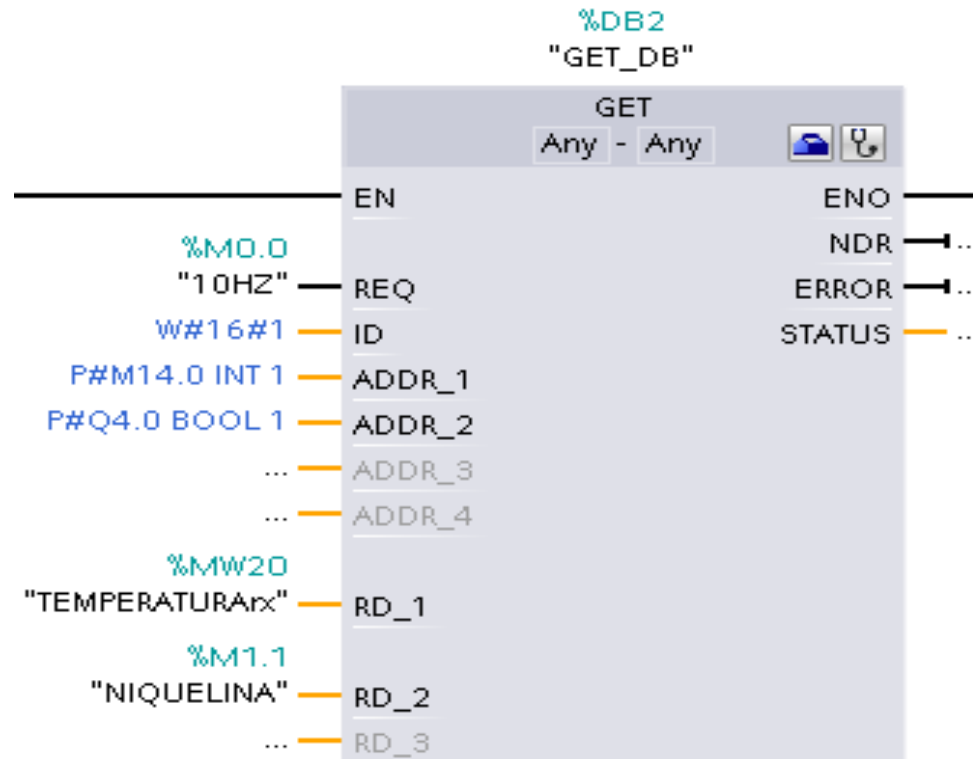 %DB2
"GET_DB"
GET
Any - Any
EN ENO
%M0.0 NDR ...
"10HZ" REQ ERROR ...
W#16#1 ID STATUS ...
P#M14.0 INT 1 ADDR_1
P#Q4.0 BOOL 1 ADDR_2
... ADDR_3
... ADDR_4
%MW20
"TEMPERATURArx" RD_1
%M1.1
"NIQUELINA" RD_2
... RD_3